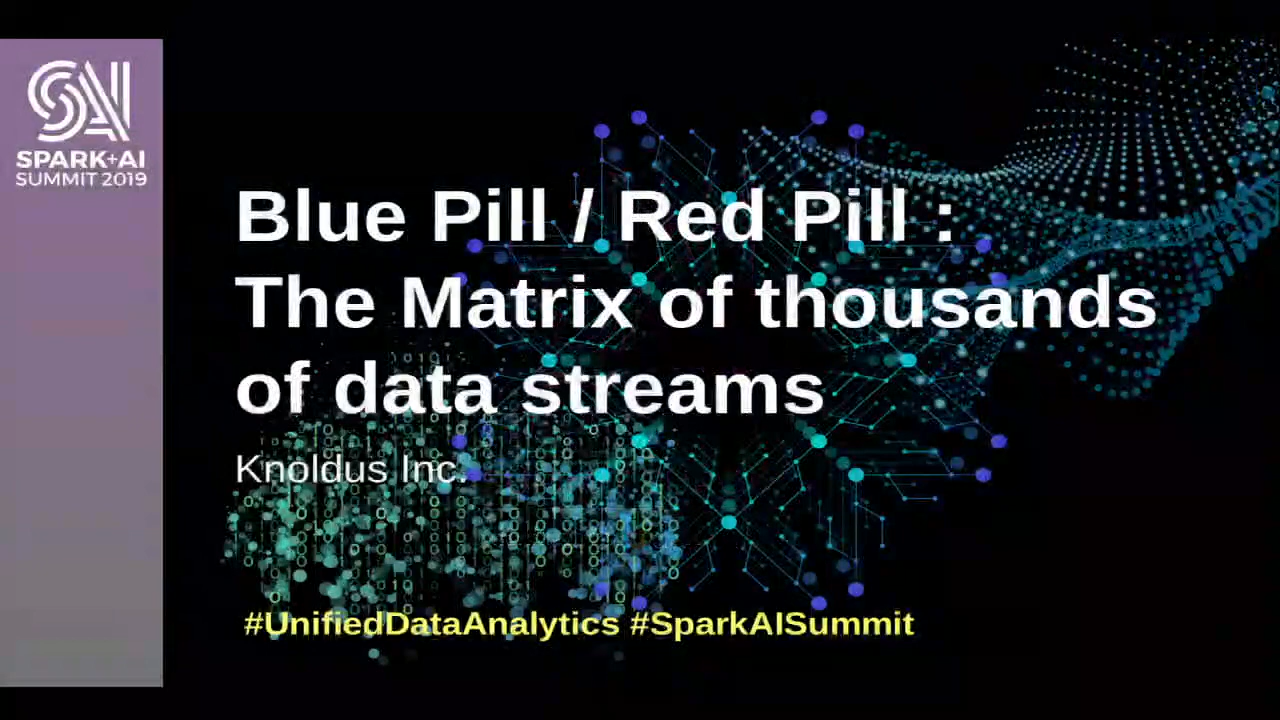 SPARK+AI
SUMMIT 2019
Blue Pill / Red Pill :
The Matrix of thousands
of data streams
Knoldus Inc.
#UnifiedDataAnalytics #SparkAISummit